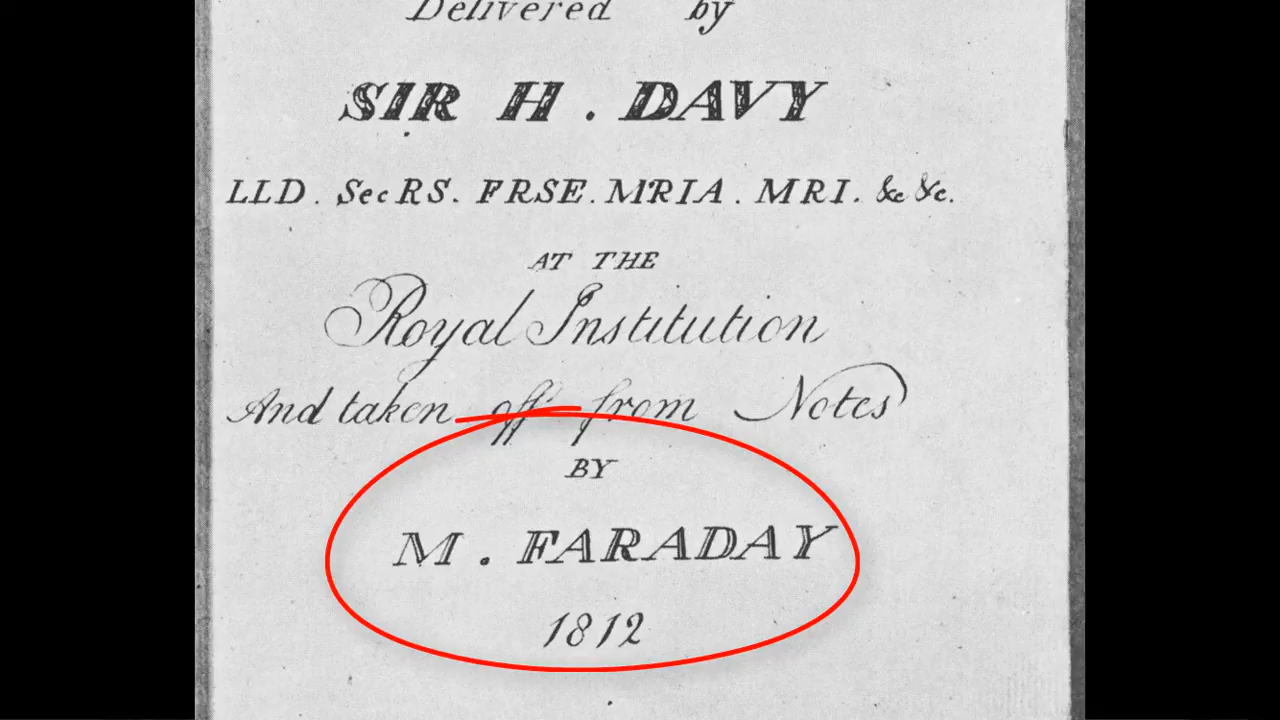 Delivered by
SIR H. DAVY
LLD. SecRS. FRSE. MRIA. MRI. &c &c.
AT THE
Royal Institution
And taken off from Notes
BY
M. FARADAY
1812